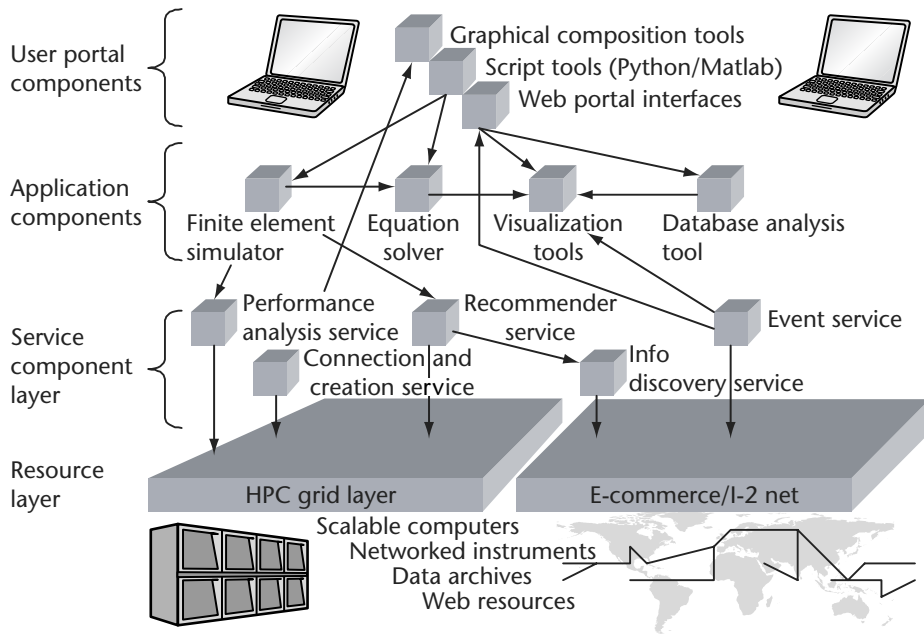 User portal
components
Graphical composition tools
Script tools (Python/Matlab)
Web portal interfaces
Application
components
Finite element
simulator
Equation
solver
Visualization
tools
Database analysis
tool
Service
component
layer
Performance
analysis service
Recommender
service
Event service
Connection and
creation service
Info
discovery service
Resource
layer
HPC grid layer
E-commerce/I-2 net
Scalable computers
Networked instruments
Data archives
Web resources